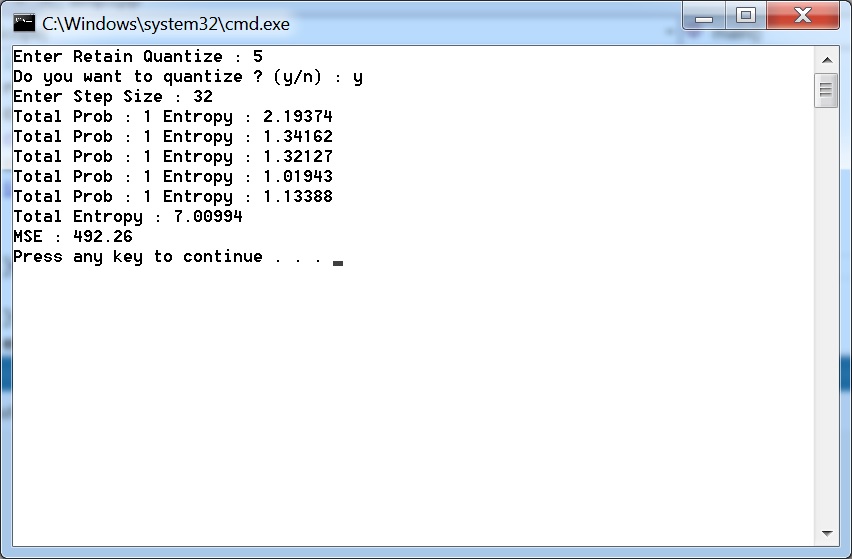 C:\Windows\system32\cmd.exe
Enter Retain Quantize : 5
Do you want to quantize ? (y/n) : y
Enter Step Size : 32
Total Prob : 1 Entropy : 2.19374
Total Prob : 1 Entropy : 1.34162
Total Prob : 1 Entropy : 1.32127
Total Prob : 1 Entropy : 1.01943
Total Prob : 1 Entropy : 1.13388
Total Entropy : 7.00994
MSE : 492.26
Press any key to continue . . .